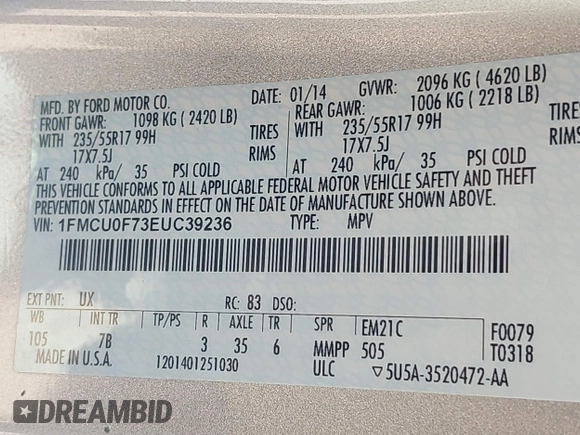 MFD. BY FORD MOTOR CO.
DATE: 01/14 GVWR: 2096 KG ( 4620 LB)
FRONT GAWR: 1098 KG ( 2420 LB) REAR GAWR: 1006 KG ( 2218 LB)
WITH 235/55R17 99H TIRES WITH 235/55R17 99H TIRES
17X7.5J RIMS 17X7.5J RIMS
AT 240 kPa/ 35 PSI COLD AT 240 kPa/ 35 PSI COLD
THIS VEHICLE CONFORMS TO ALL APPLICABLE FEDERAL MOTOR VEHICLE SAFETY AND THEFT
PREVENTION STANDARDS IN EFFECT ON THE DATE OF MANUFACTURE SHOWN ABOVE.
VIN: 1FMCU0F73EUC39236 TYPE: MPV
EXT PNT: UX RC: 83 DSO:
WB INT TR TP/PS R AXLE TR SPR EM21C F0079
105 7B 3 35 6 MMPP 505 T0318
MADE IN U.S.A. 1201401251030 ULC ▽5U5A-3520472-AA
DREAMBID